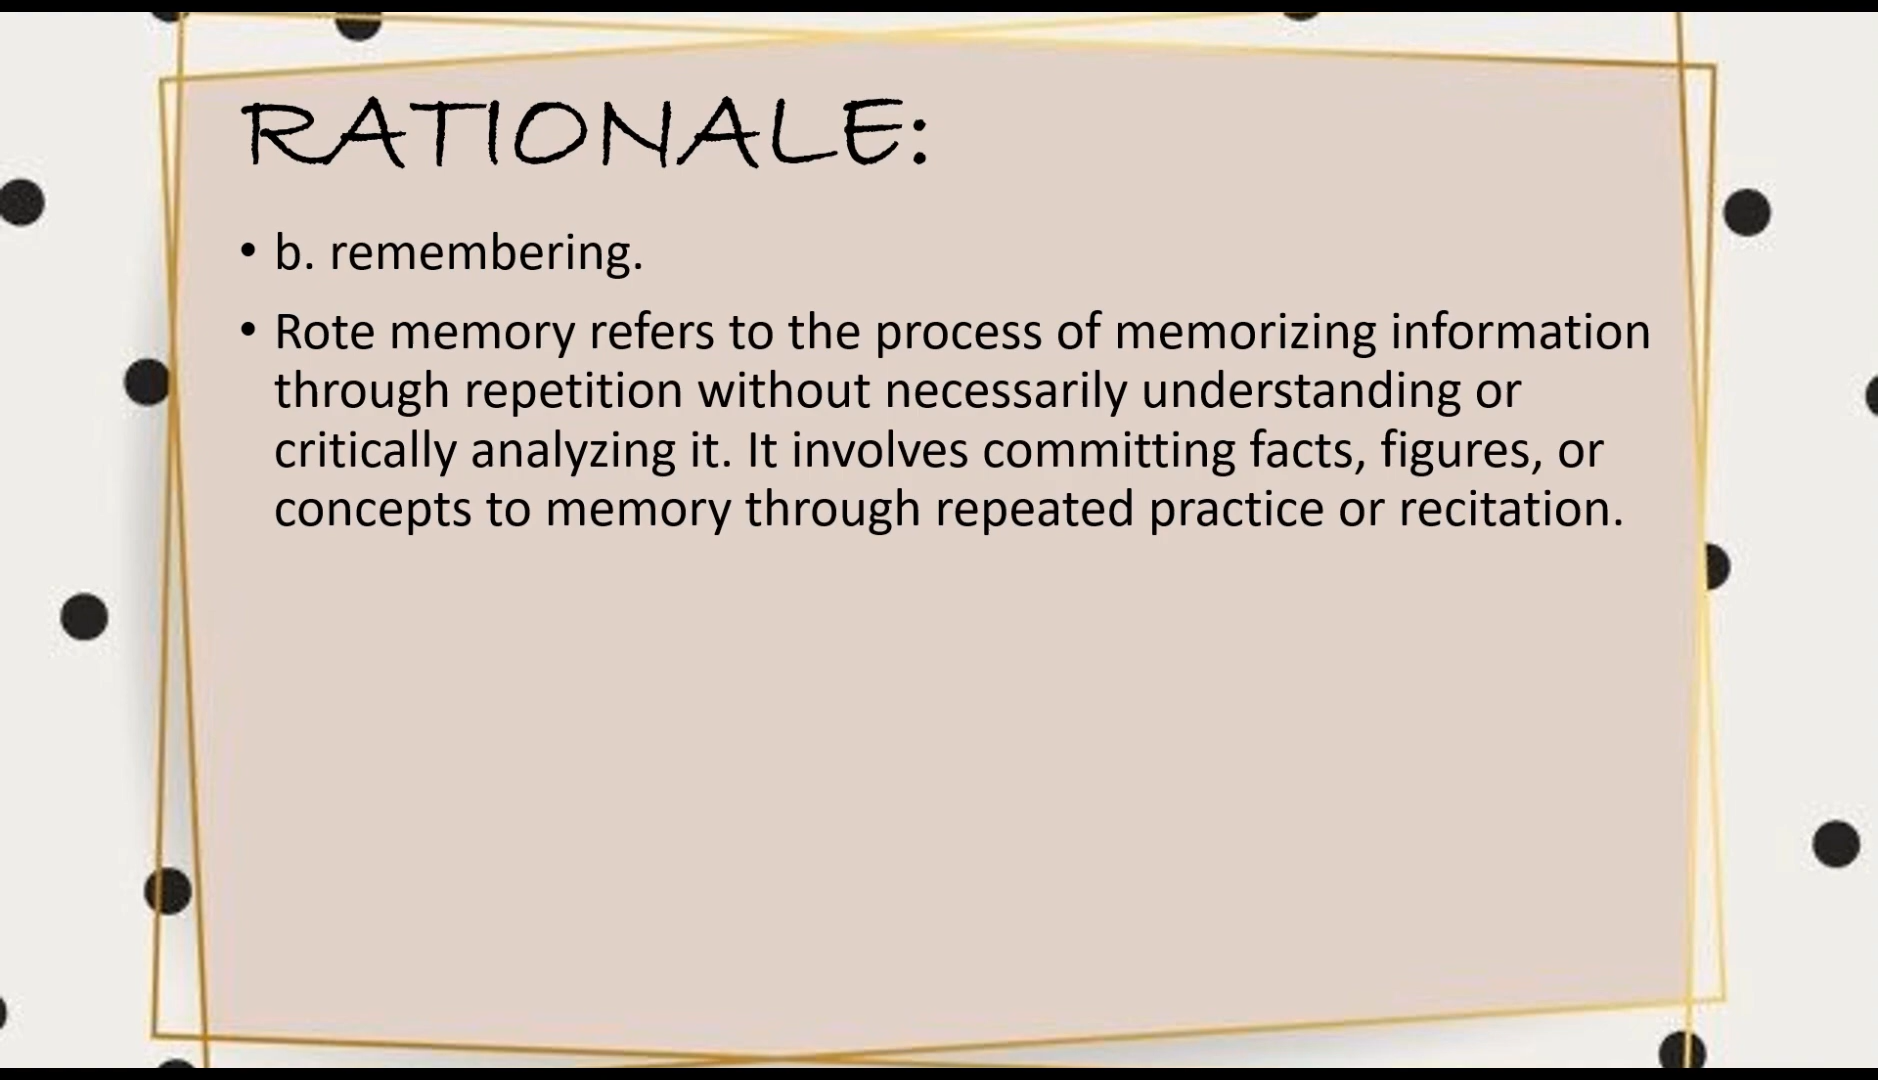 RATIONALE:
• b. remembering.
• Rote memory refers to the process of memorizing information
through repetition without necessarily understanding or
critically analyzing it. It involves committing facts, figures, or
concepts to memory through repeated practice or recitation.